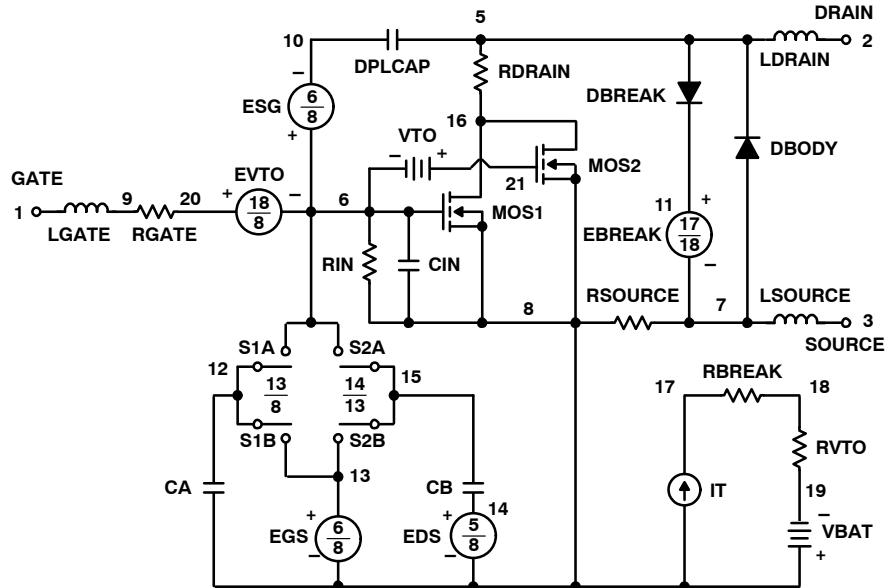 5
DRAIN
10
2
DPLCAP
LDRAIN
RDRAIN
−
6
8
ESG
+
DBREAK
16
VTO
−
+
DBODY
MOS2
21
GATE
EVTO
1
9
20
+
18
8
−
6
11
+
MOS1
LGATE
RGATE
EBREAK
17
18
−
RIN
CIN
8
RSOURCE
7
LSOURCE
3
SOURCE
S1A
S2A
12
15
13
8
14
13
RBREAK
17
18
S1B
S2B
RVTO
13
CA
CB
14
IT
19
+
+
−
EGS
6
8
EDS
5
8
VBAT
−
−
+